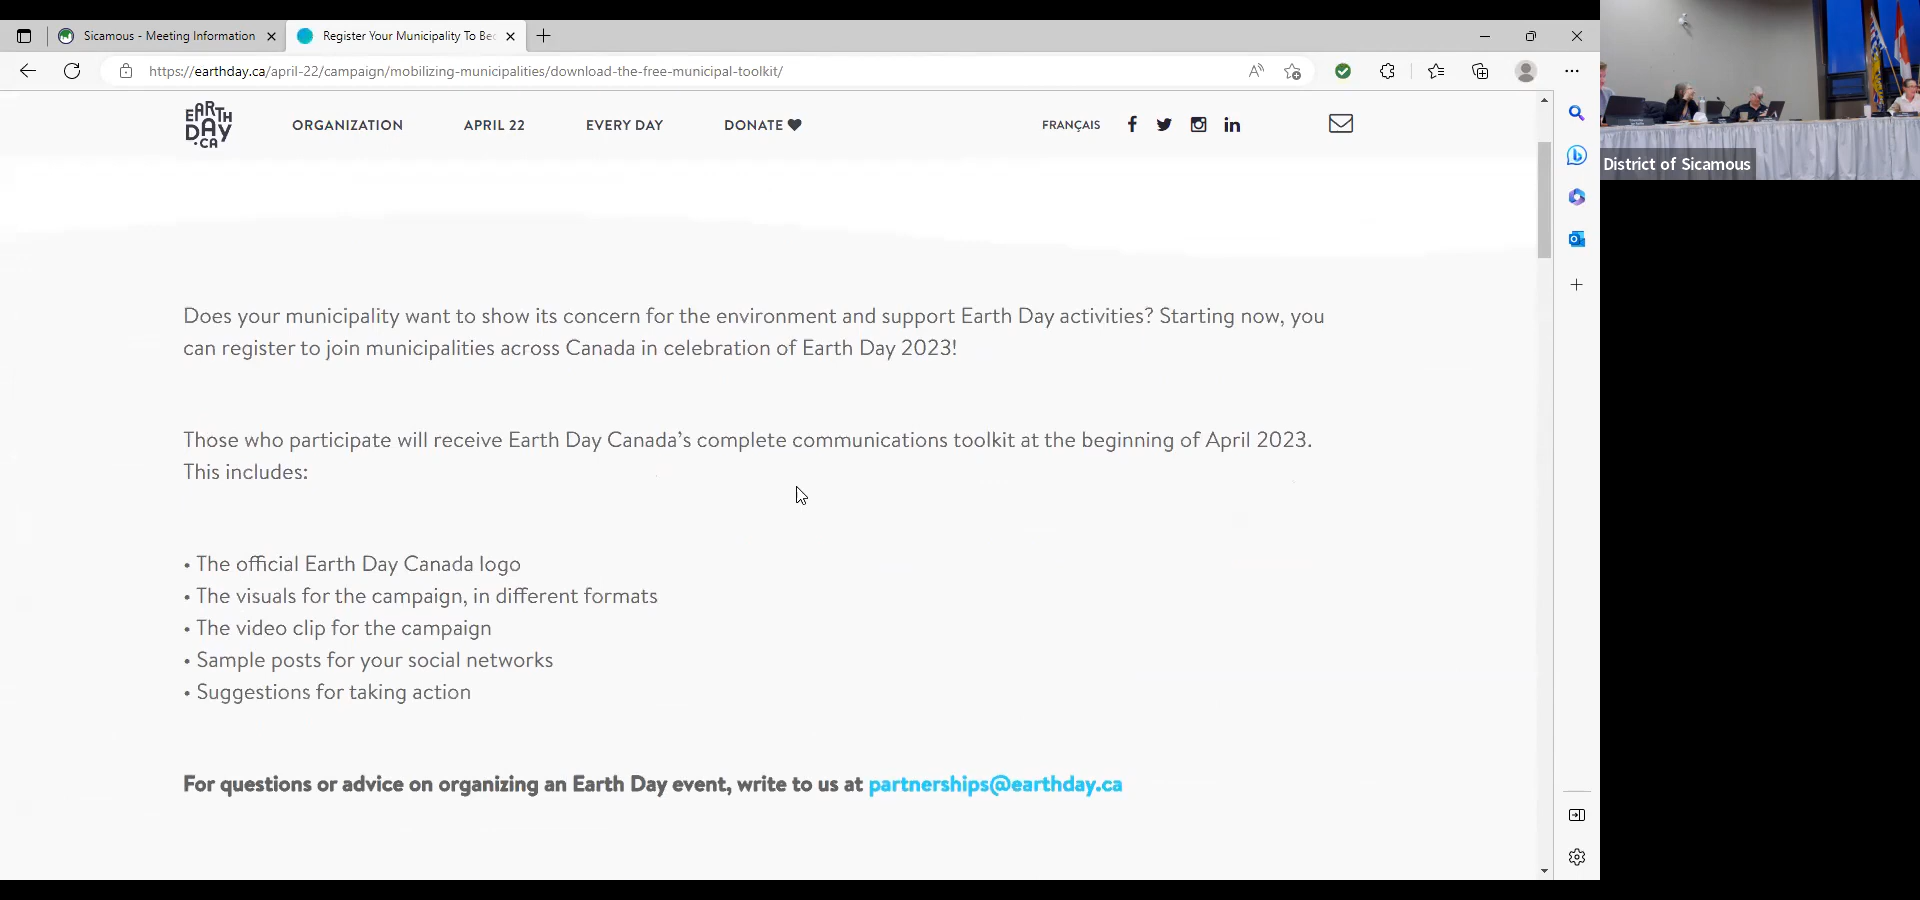 Sicamous - Meeting Information
Register Your Municipality To Bec
https://earthday.ca/april-22/campaign/mobilizing-municipalities/download-the-free-municipal-toolkit/
EARTH
DAY
.CA
ORGANIZATION
APRIL 22
EVERY DAY
DONATE
FRANÇAIS
District of Sicamous
Does your municipality want to show its concern for the environment and support Earth Day activities? Starting now, you
can register to join municipalities across Canada in celebration of Earth Day 2023!
Those who participate will receive Earth Day Canada’s complete communications toolkit at the beginning of April 2023.
This includes:
• The official Earth Day Canada logo
• The visuals for the campaign, in different formats
• The video clip for the campaign
• Sample posts for your social networks
• Suggestions for taking action
For questions or advice on organizing an Earth Day event, write to us at partnerships@earthday.ca